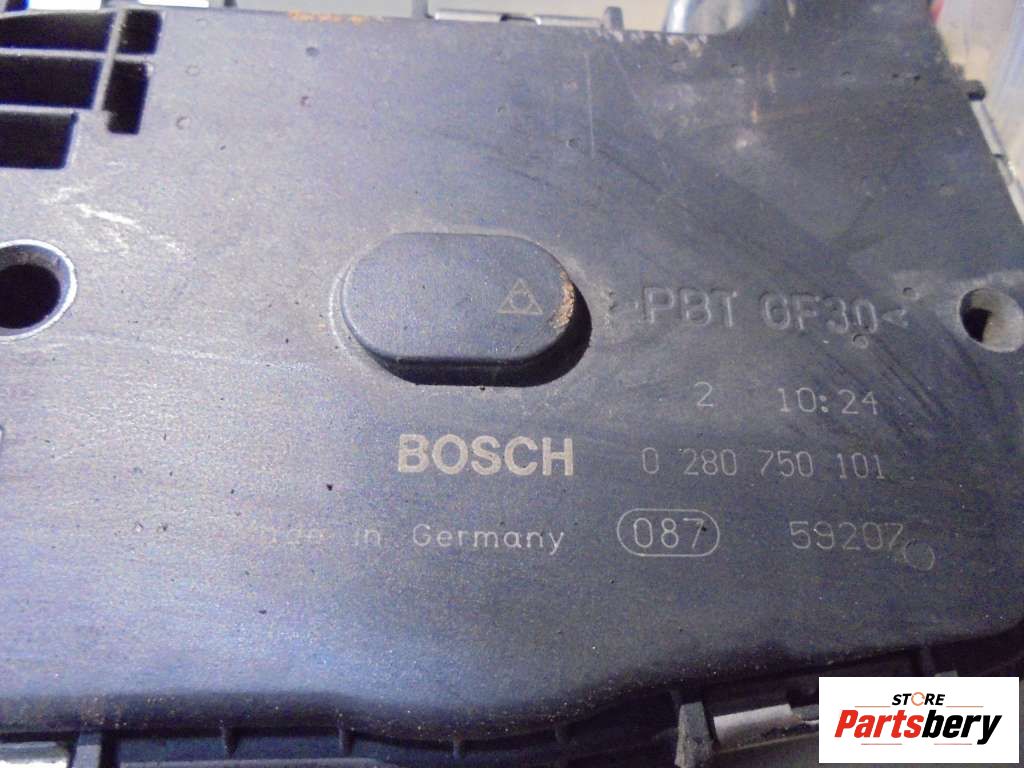 >PBT GF30<
2 10:24
BOSCH 0 280 750 101
in Germany 087 59207
STORE
Partsbery